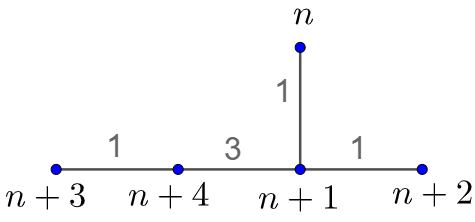 n
1
1 3 1
n + 3 n + 4 n + 1 n + 2